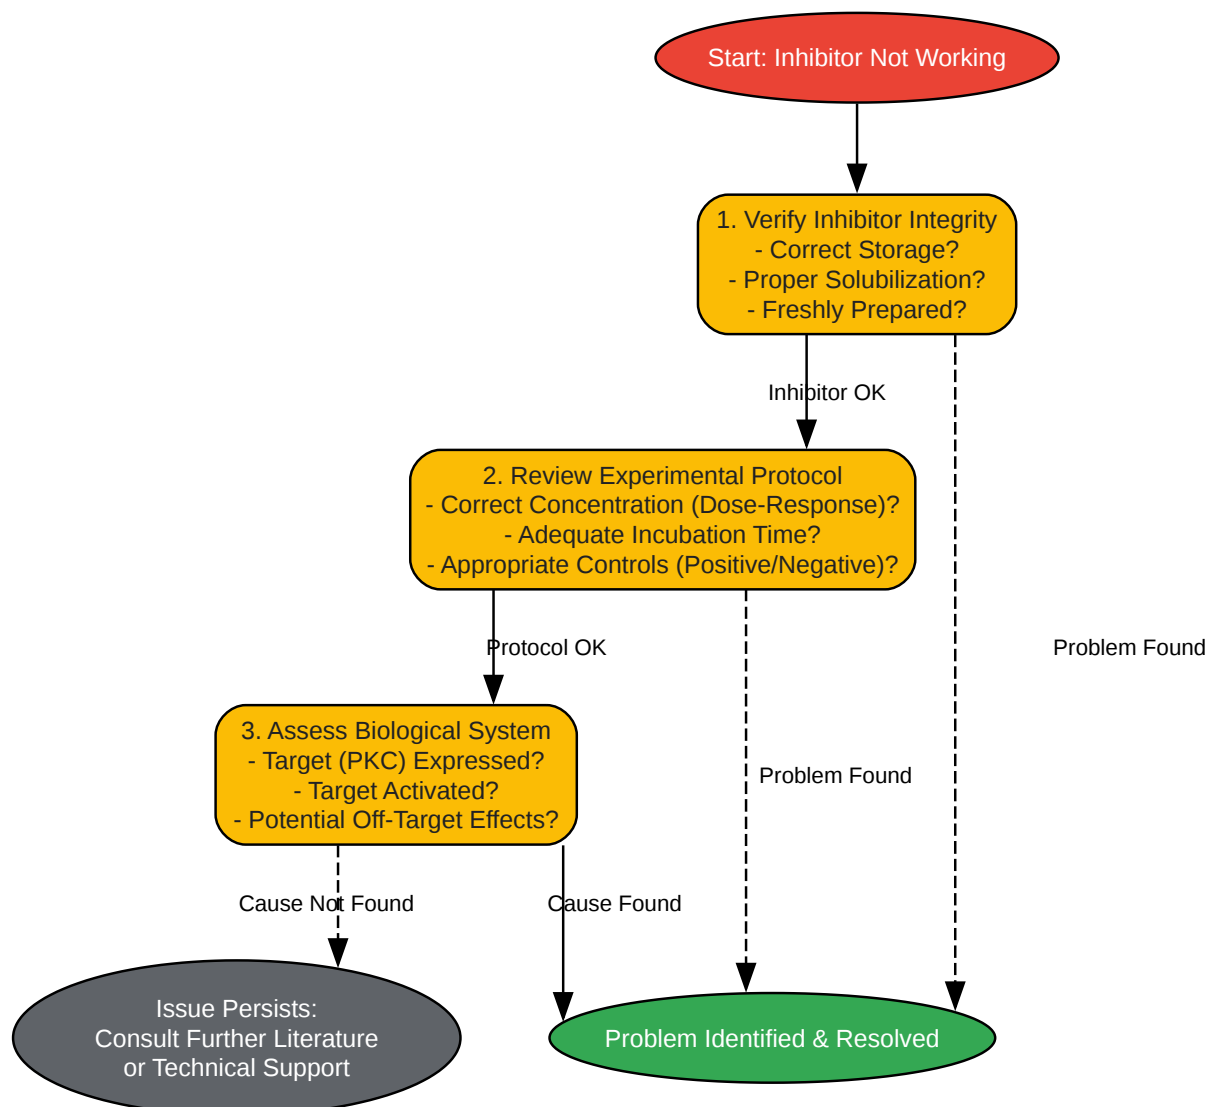 Start: Inhibitor Not Working
1. Verify Inhibitor Integrity
- Correct Storage?
- Proper Solubilization?
- Freshly Prepared?
Inhibitor OK
2. Review Experimental Protocol
- Correct Concentration (Dose-Response)?
- Adequate Incubation Time?
- Appropriate Controls (Positive/Negative)?
Protocol OK
Problem Found
3. Assess Biological System
- Target (PKC) Expressed?
- Target Activated?
- Potential Off-Target Effects?
Problem Found
Cause Not Found
Cause Found
Issue Persists:
Consult Further Literature
or Technical Support
Problem Identified & Resolved